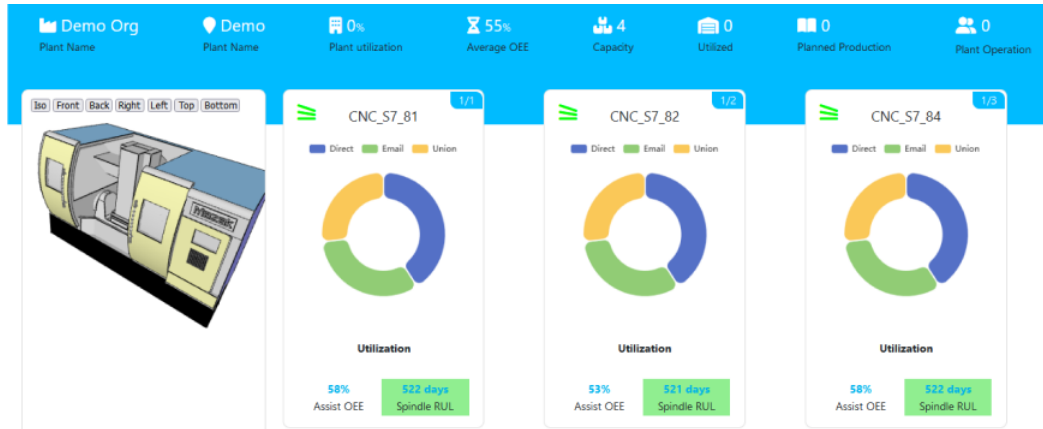 Demo Org
Plant Name
Demo
Plant Name
0%
Plant utilization
55%
Average OEE
4
Capacity
0
Utilized
0
Planned Production
0
Plant Operation
Iso Front Back Right Left Top Bottom
Mazak
1/1
CNC_S7_81
Direct Email Union
Utilization
58%
Assist OEE
522 days
Spindle RUL
1/2
CNC_S7_82
Direct Email Union
Utilization
53%
Assist OEE
521 days
Spindle RUL
1/3
CNC_S7_84
Direct Email Union
Utilization
58%
Assist OEE
522 days
Spindle RUL